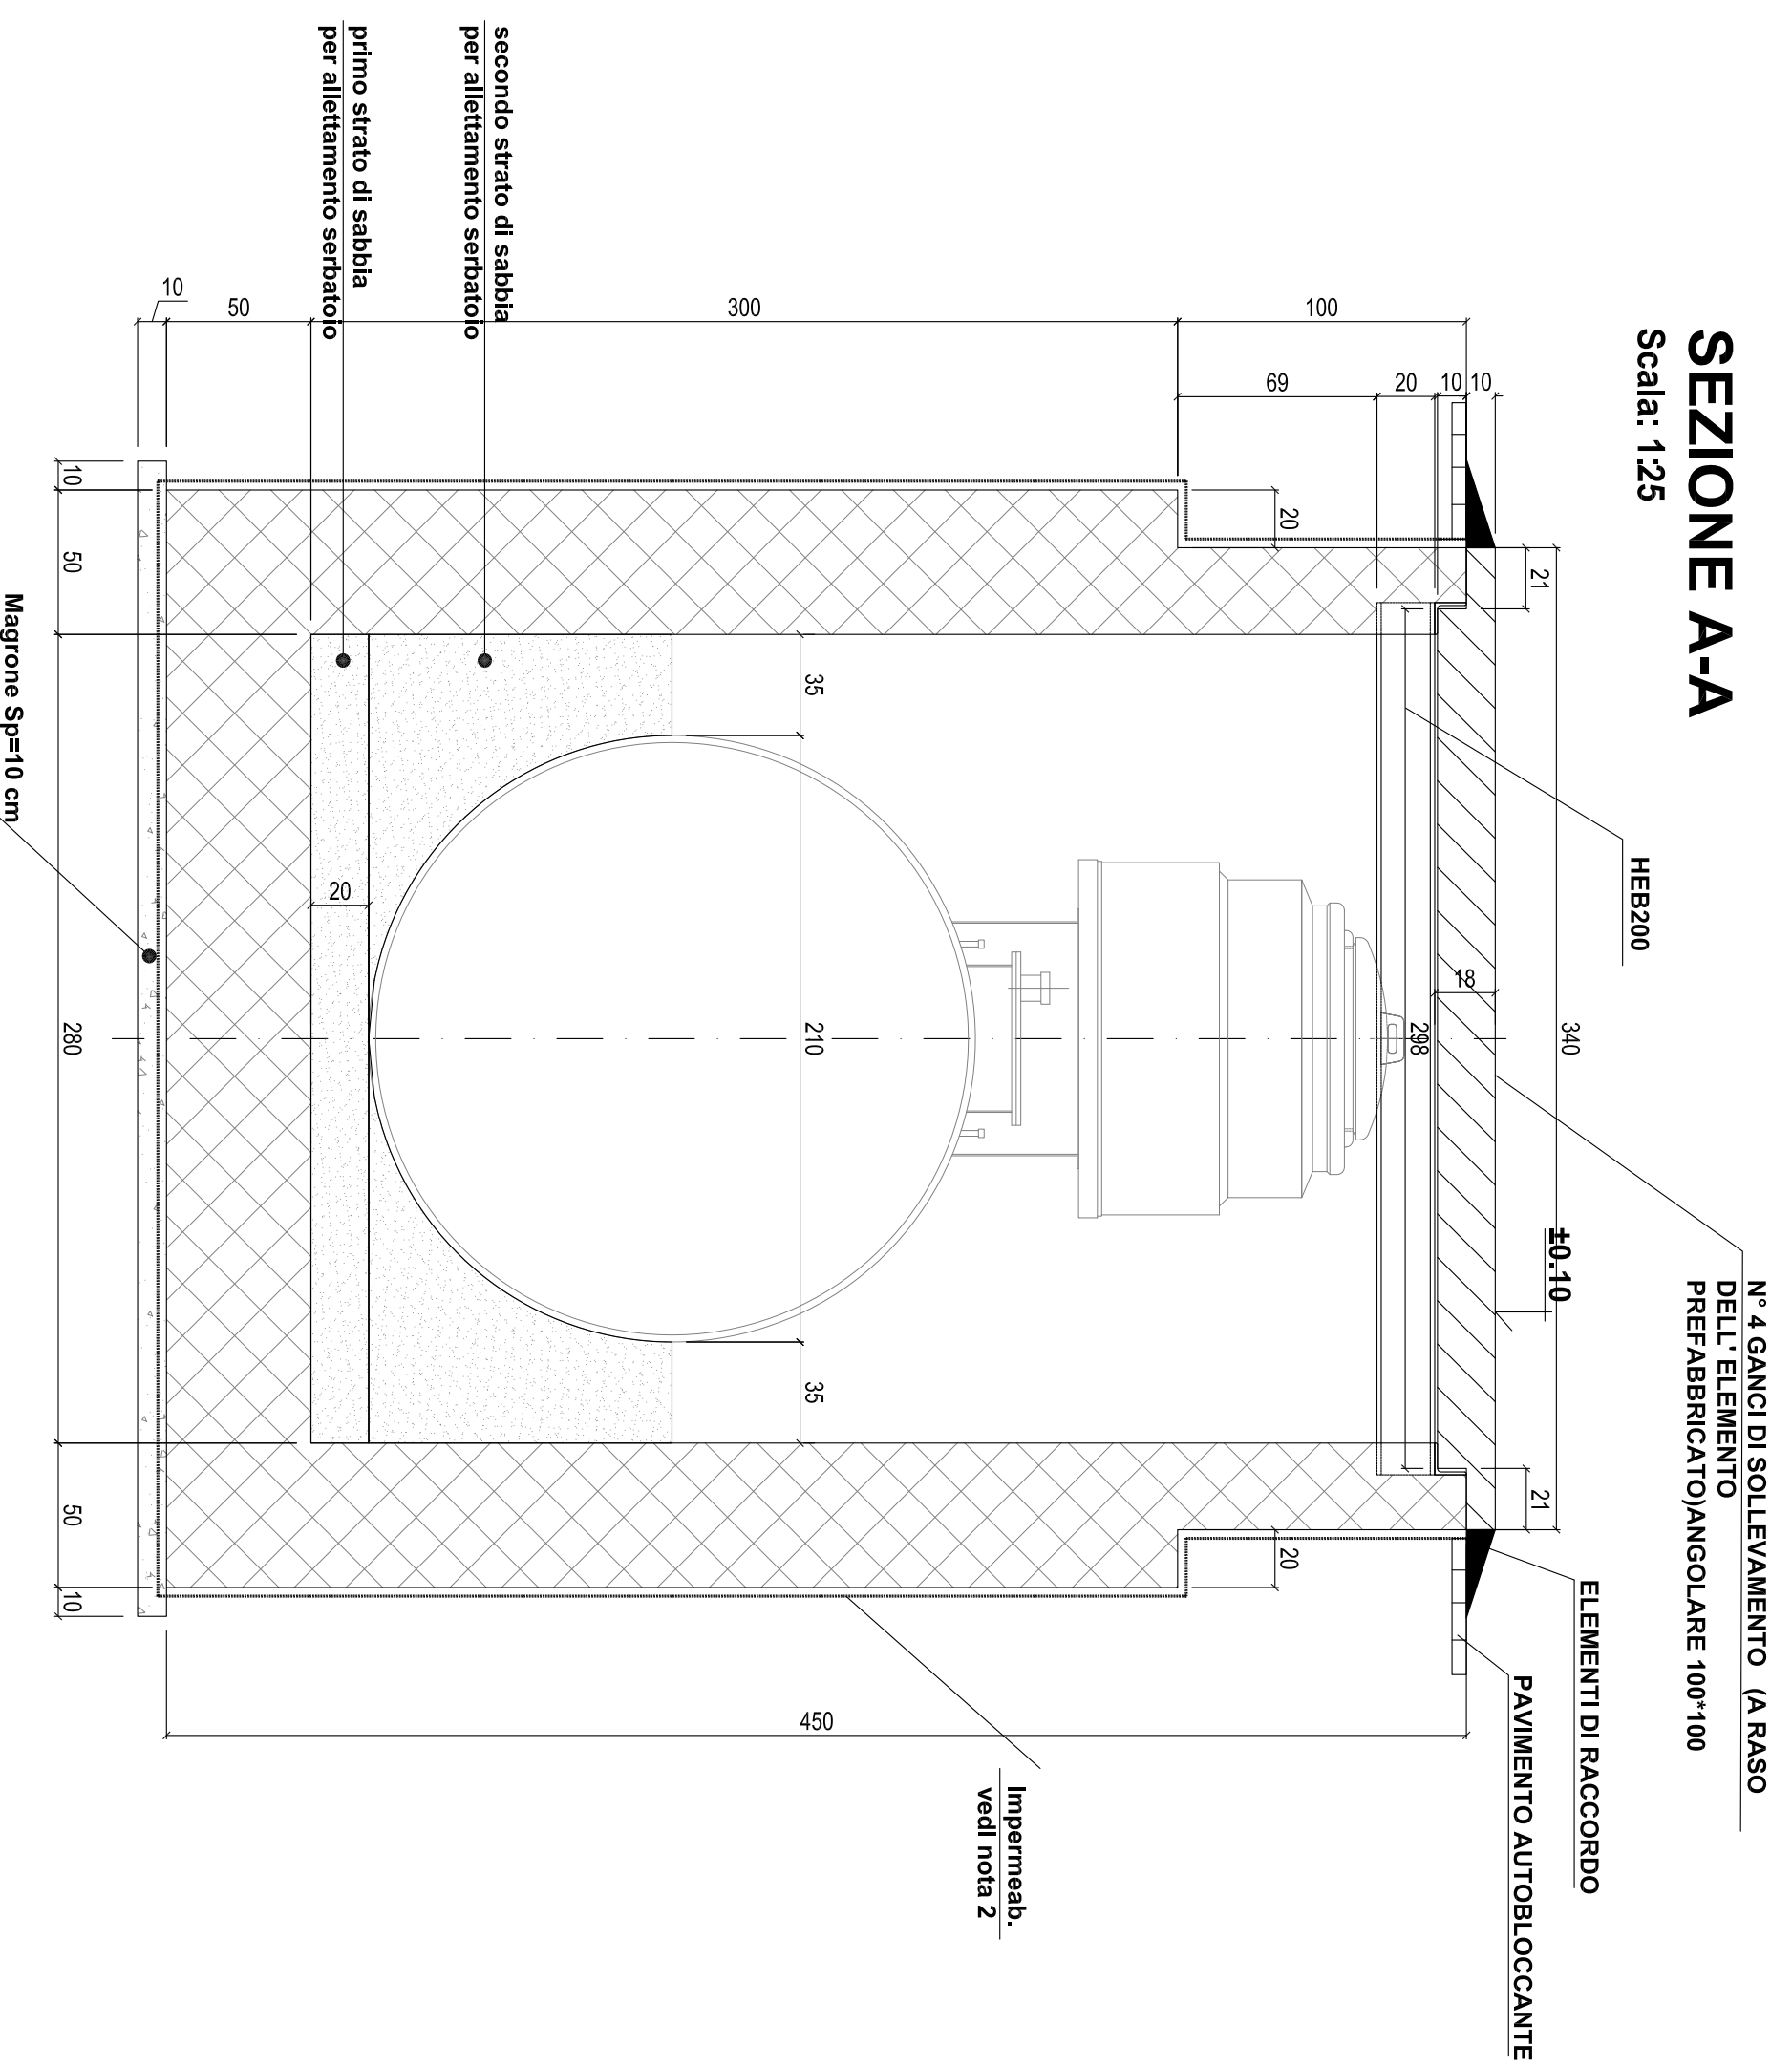 SEZIONE A-A
Scala: 1:25
N° 4 GANCI DI SOLLEVAMENTO (A RASO
DELL' ELEMENTO
PREFABBRICATO)ANGOLARE 100*100
HEB200
±0.10
ELEMENTI DI RACCORDO
PAVIMENTO AUTOBLOCCANTE
340
21
21
10
10
20
69
18
298
100
300
50
10
20
20
35
210
35
20
450
Impermeab.
vedi nota 2
secondo strato di sabbia
per allettamento serbatoio
primo strato di sabbia
per allettamento serbatoio
10
50
280
50
10
Magrone Sp=10 cm